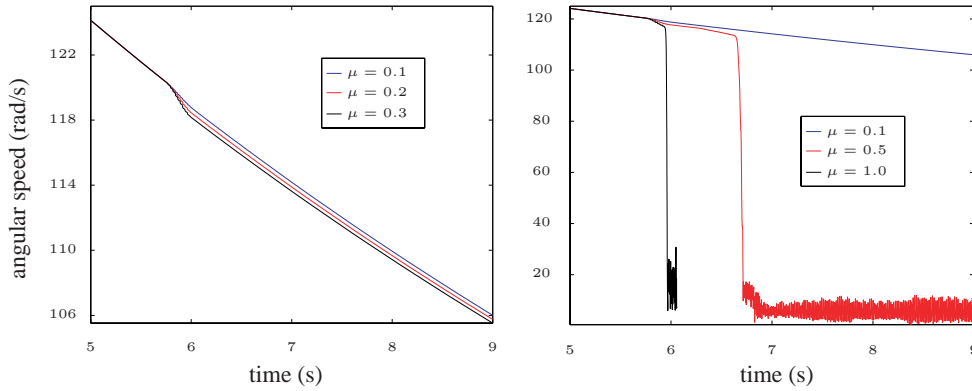 angular speed (rad/s)
122
118
114
110
106
μ = 0.1
μ = 0.2
μ = 0.3
5 6 7 8 9
time (s)
120
100
80
60
40
20
μ = 0.1
μ = 0.5
μ = 1.0
5 6 7 8 9
time (s)